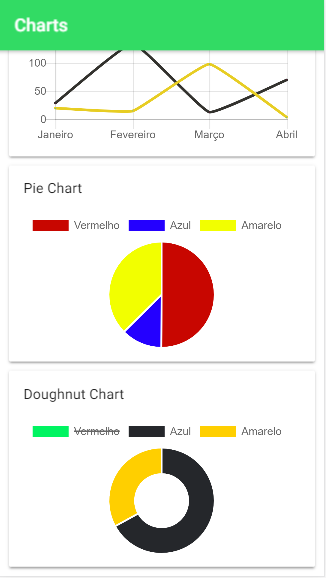 Charts
100
50
0
Janeiro Fevereiro Março Abril
Pie Chart
Vermelho Azul Amarelo
Doughnut Chart
Vermelho Azul Amarelo